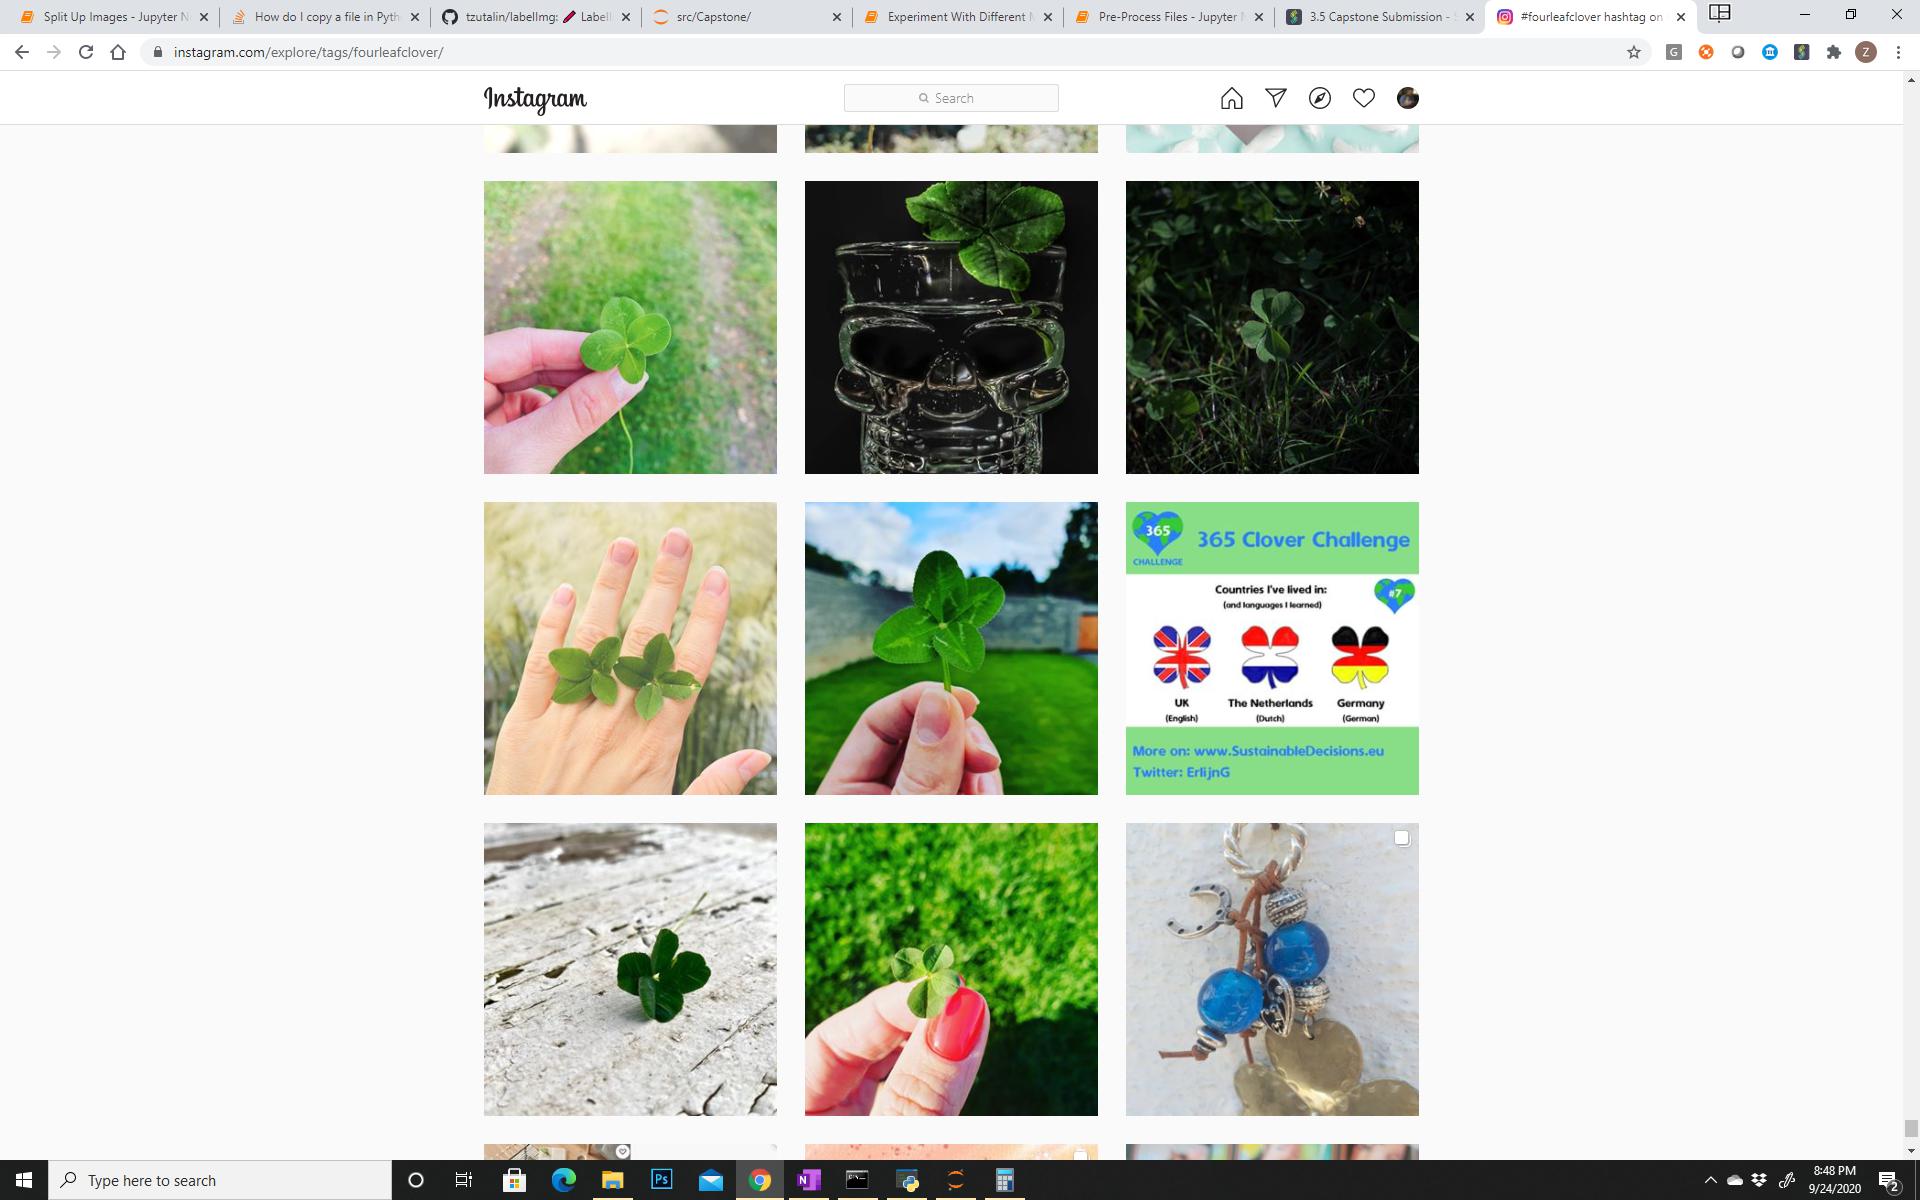 Split Up Images - Jupyter N
How do I copy a file in Pyth
tzutalin/labelImg: 🖍️ Labell
src/Capstone/
Experiment With Different M
Pre-Process Files - Jupyter N
3.5 Capstone Submission - S
#fourleafclover hashtag on
G
Z
instagram.com/explore/tags/fourleafclover/
Instagram
Search
365
CHALLENGE
365 Clover Challenge
Countries I've lived in:
(and languages I learned)
#7
UK
The Netherlands
Germany
(English)
(Dutch)
(German)
More on: www.SustainableDecisions.eu
Twitter: ErlijnG
Type here to search
Ps
N
8:48 PM
9/24/2020
2